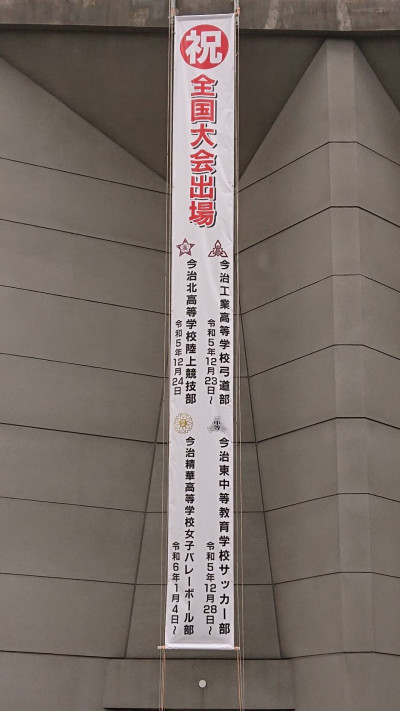 祝
全国大会出場
今治工業高等学校弓道部
令和5年12月23日~
今治北高等学校陸上競技部
令和5年12月24日
今治東中等教育学校サッカー部
令和5年12月28日~
今治精華高等学校女子バレーボール部
令和6年1月4日~